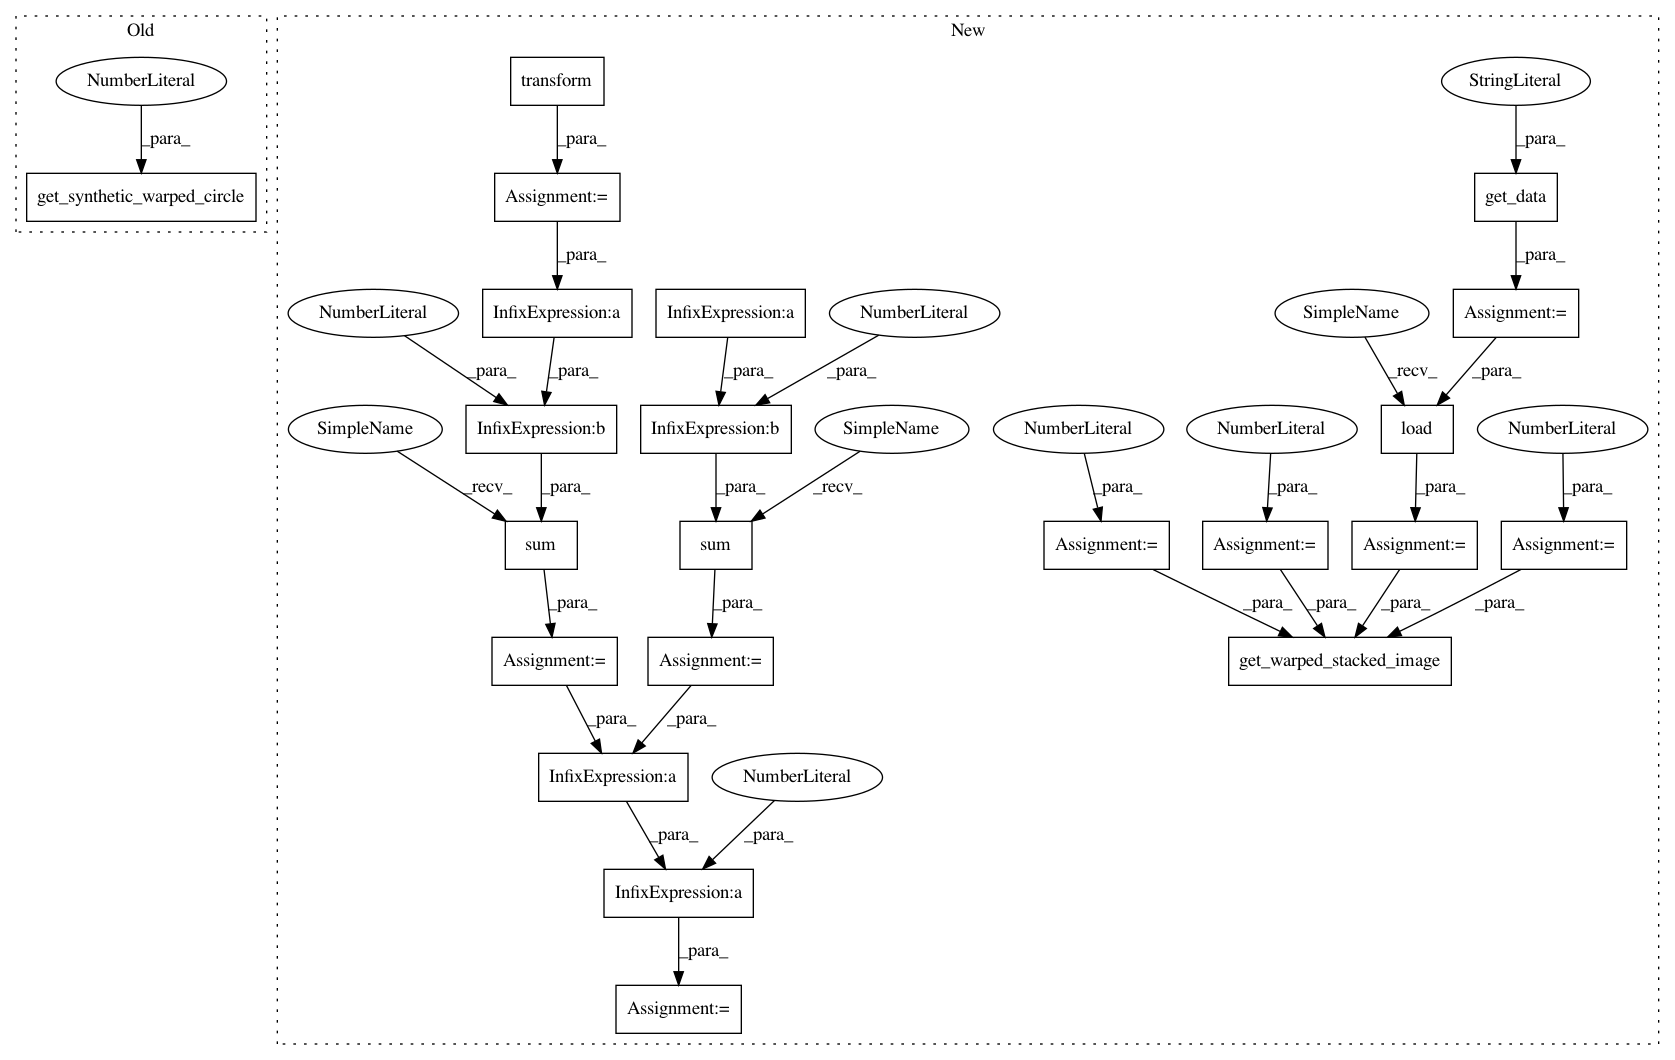 Old
New
NumberLiteral
transform
StringLiteral
_para_
_para_
_para_
get_synthetic_warped_circle
Assignment:=
get_data
_para_
_para_
NumberLiteral
InfixExpression:a
InfixExpression:a
NumberLiteral
SimpleName
Assignment:=
_para_
_para_
_para_
_para_
_recv_
_para_
SimpleName
InfixExpression:b
InfixExpression:b
SimpleName
NumberLiteral
NumberLiteral
load
NumberLiteral
_recv_
_para_
_para_
_recv_
_para_
_para_
_para_
_para_
sum
sum
Assignment:=
Assignment:=
Assignment:=
Assignment:=
_para_
_para_
_para_
_para_
_para_
_para_
Assignment:=
Assignment:=
get_warped_stacked_image
_para_
_para_
InfixExpression:a
NumberLiteral
_para_
_para_
InfixExpression:a
_para_
Assignment:=